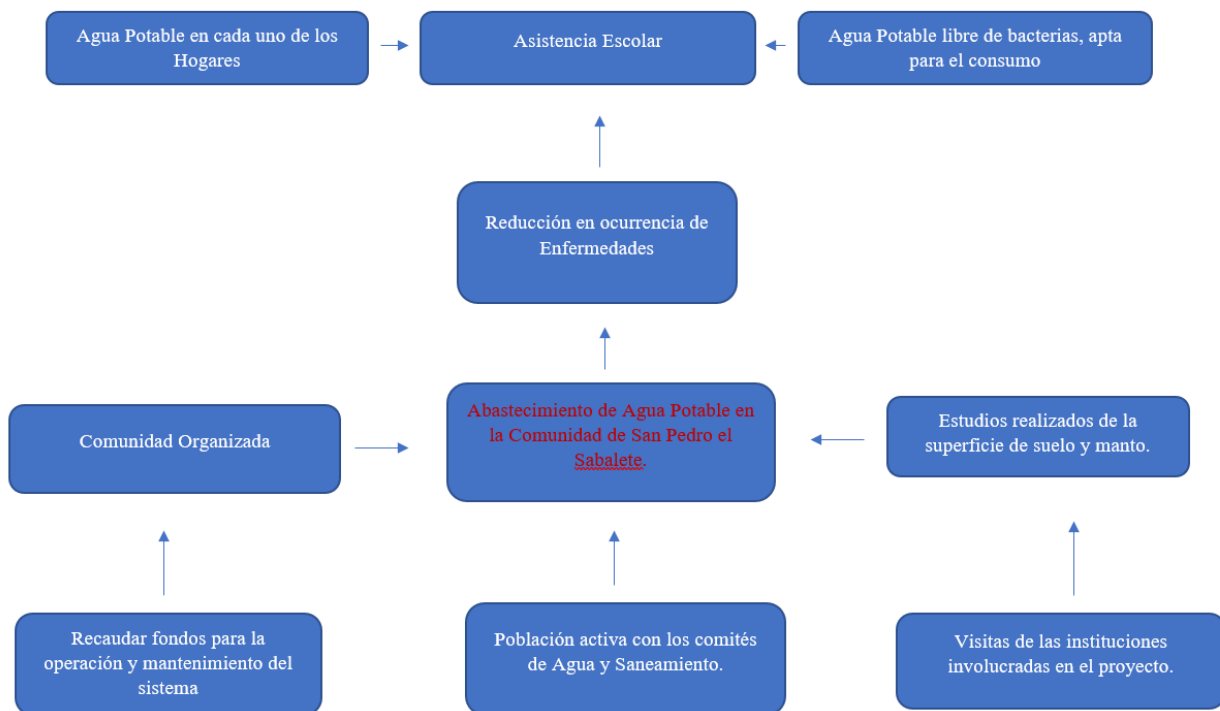 Agua Potable en cada uno de los
Hogares
Asistencia Escolar
Agua Potable libre de bacterias, apta
para el consumo
Reducción en ocurrencia de
Enfermedades
Comunidad Organizada
Abastecimiento de Agua Potable en
la Comunidad de San Pedro el
Sabalete.
Estudios realizados de la
superficie de suelo y manto.
Recaudar fondos para la
operación y mantenimiento del
sistema
Población activa con los comités
de Agua y Saneamiento.
Visitas de las instituciones
involucradas en el proyecto.